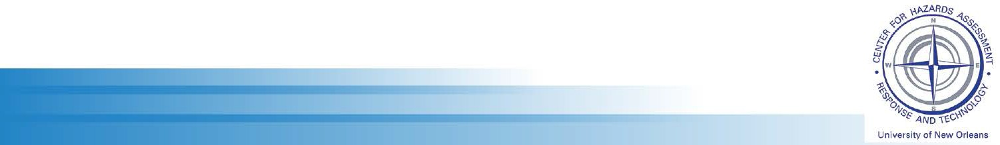 CENTER FOR HAZARDS ASSESSMENT
RESPONSE AND TECHNOLOGY
N
W
E
S
University of New Orleans